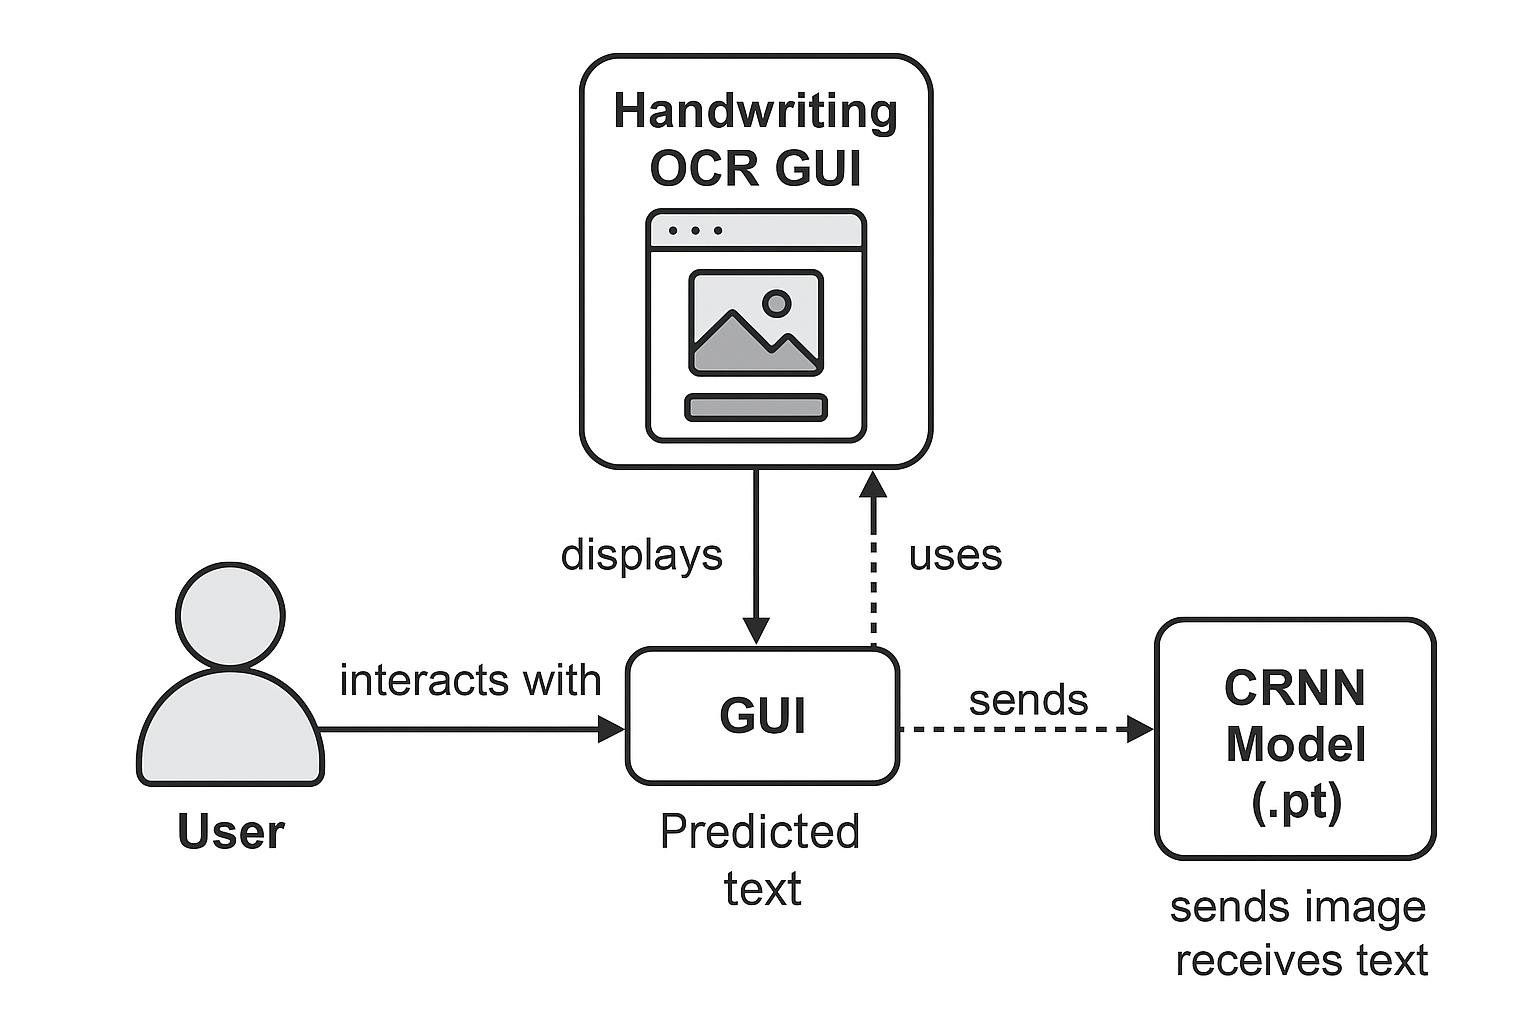 Handwriting
OCR GUI
displays
uses
interacts with
GUI
sends
CRNN
Model
(.pt)
User
Predicted
text
sends image
receives text